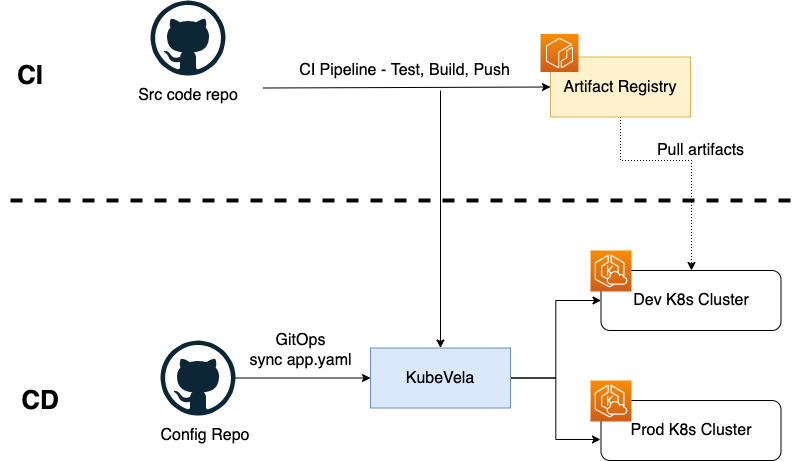 CI
Src code repo
CI Pipeline - Test, Build, Push
Artifact Registry
Pull artifacts
CD
Config Repo
GitOps
sync app.yaml
KubeVela
Dev K8s Cluster
Prod K8s Cluster